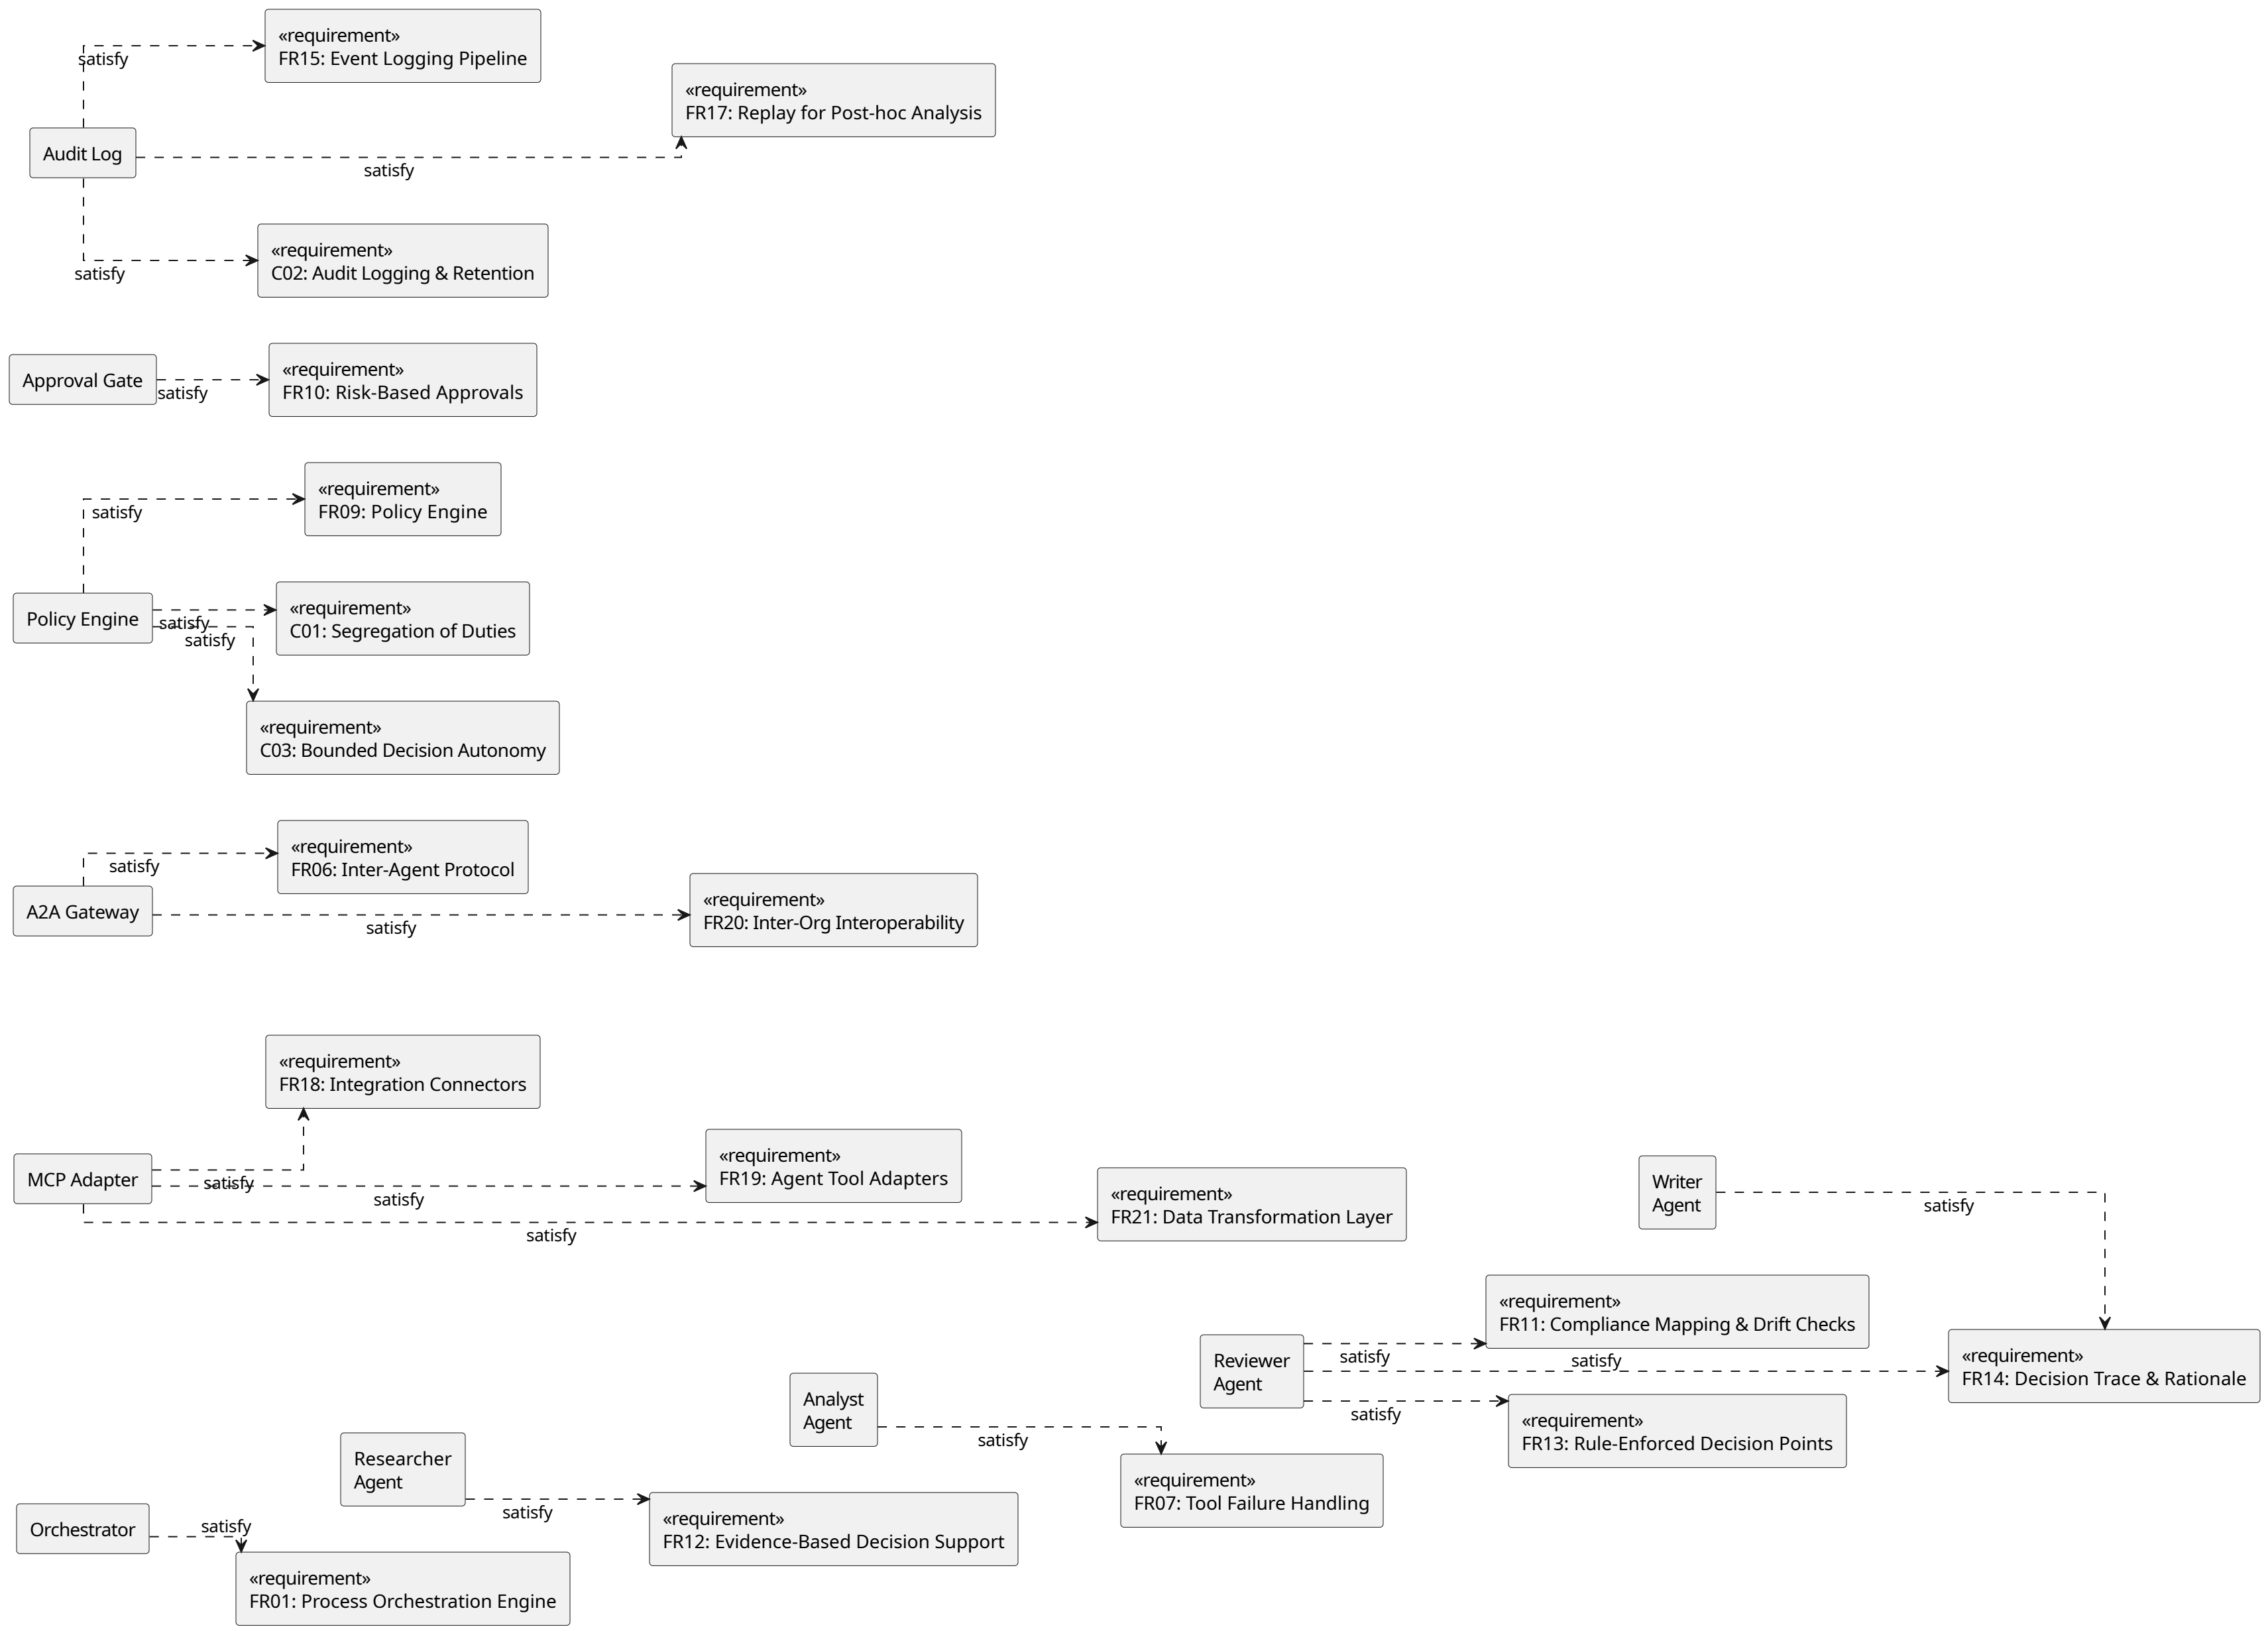 «requirement»
FR15: Event Logging Pipeline
satisfy
«requirement»
FR17: Replay for Post-hoc Analysis
Audit Log
satisfy
«requirement»
C02: Audit Logging & Retention
satisfy
«requirement»
FR10: Risk-Based Approvals
Approval Gate
satisfy
«requirement»
FR09: Policy Engine
satisfy
«requirement»
C01: Segregation of Duties
Policy Engine
satisfy
satisfy
«requirement»
C03: Bounded Decision Autonomy
«requirement»
FR06: Inter-Agent Protocol
satisfy
«requirement»
FR20: Inter-Org Interoperability
A2A Gateway
satisfy
«requirement»
FR18: Integration Connectors
«requirement»
FR19: Agent Tool Adapters
MCP Adapter
satisfy
satisfy
«requirement»
FR21: Data Transformation Layer
satisfy
Writer
Agent
satisfy
«requirement»
FR11: Compliance Mapping & Drift Checks
Reviewer
Agent
satisfy
satisfy
satisfy
«requirement»
FR14: Decision Trace & Rationale
«requirement»
FR13: Rule-Enforced Decision Points
Analyst
Agent
satisfy
«requirement»
FR07: Tool Failure Handling
Researcher
Agent
satisfy
«requirement»
FR12: Evidence-Based Decision Support
Orchestrator
satisfy
«requirement»
FR01: Process Orchestration Engine